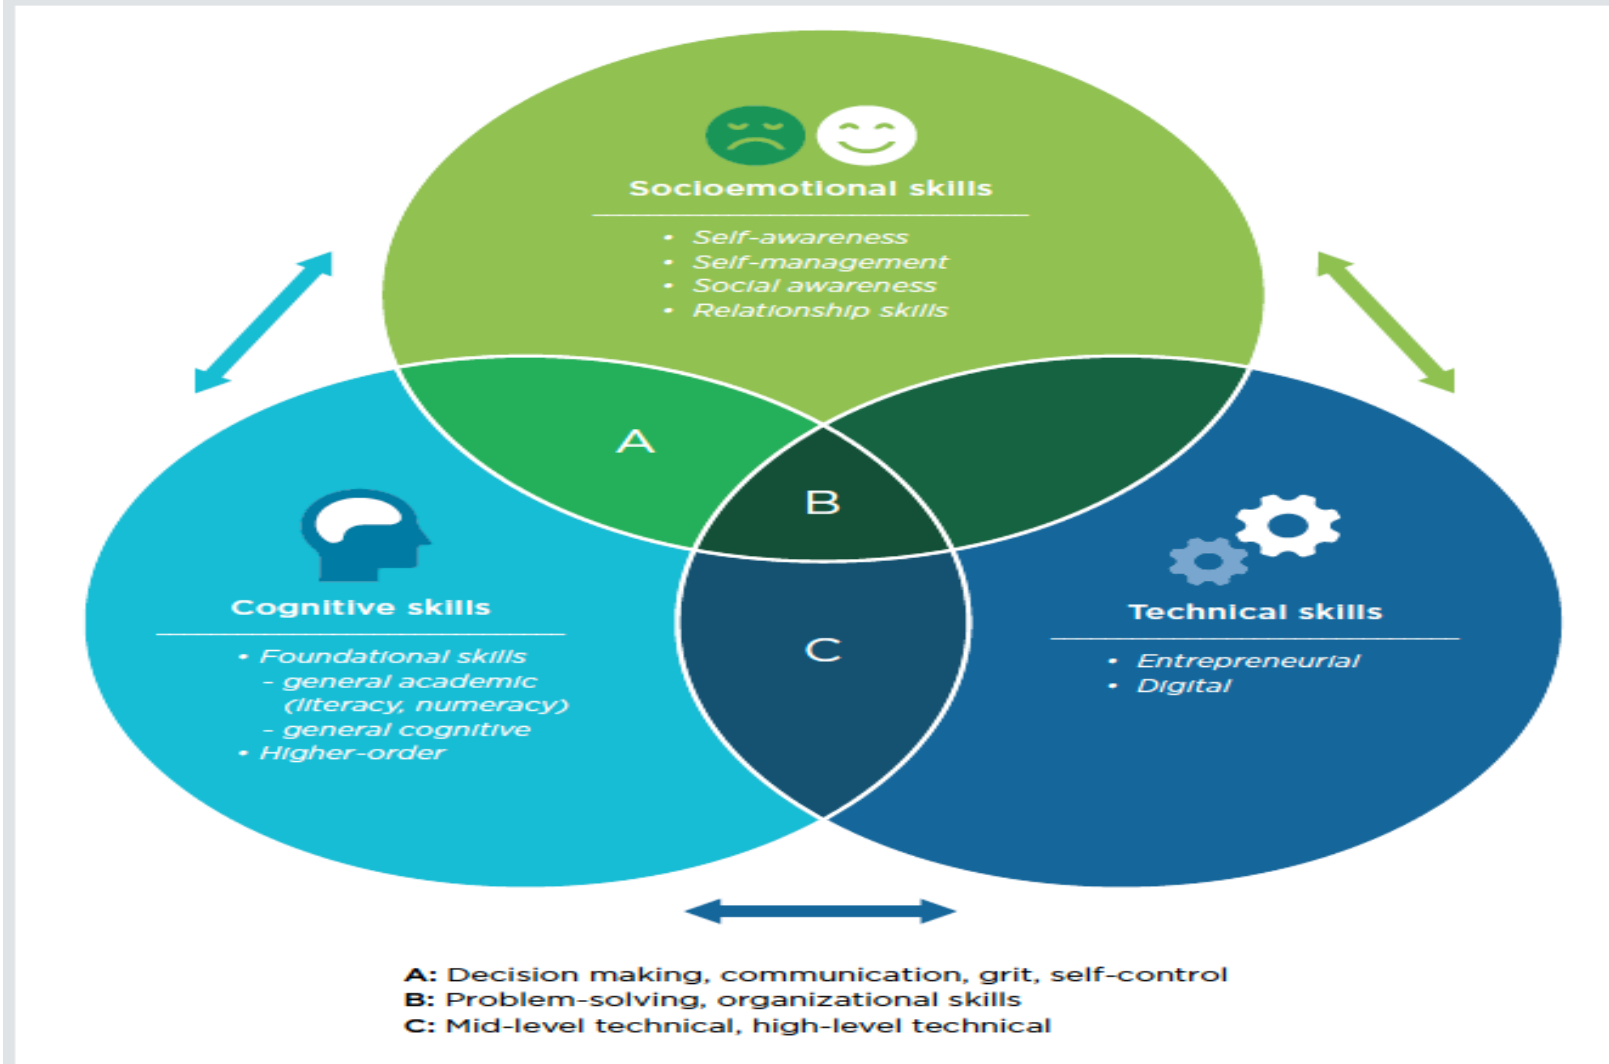 Socioemotional skills
• Self-awareness
• Self-management
• Social awareness
• Relationship skills
A
B
C
Cognitive skills
• Foundational skills
- general academic
(literacy, numeracy)
- general cognitive
• Higher-order
Technical skills
• Entrepreneurial
• Digital
A: Decision making, communication, grit, self-control
B: Problem-solving, organizational skills
C: Mid-level technical, high-level technical